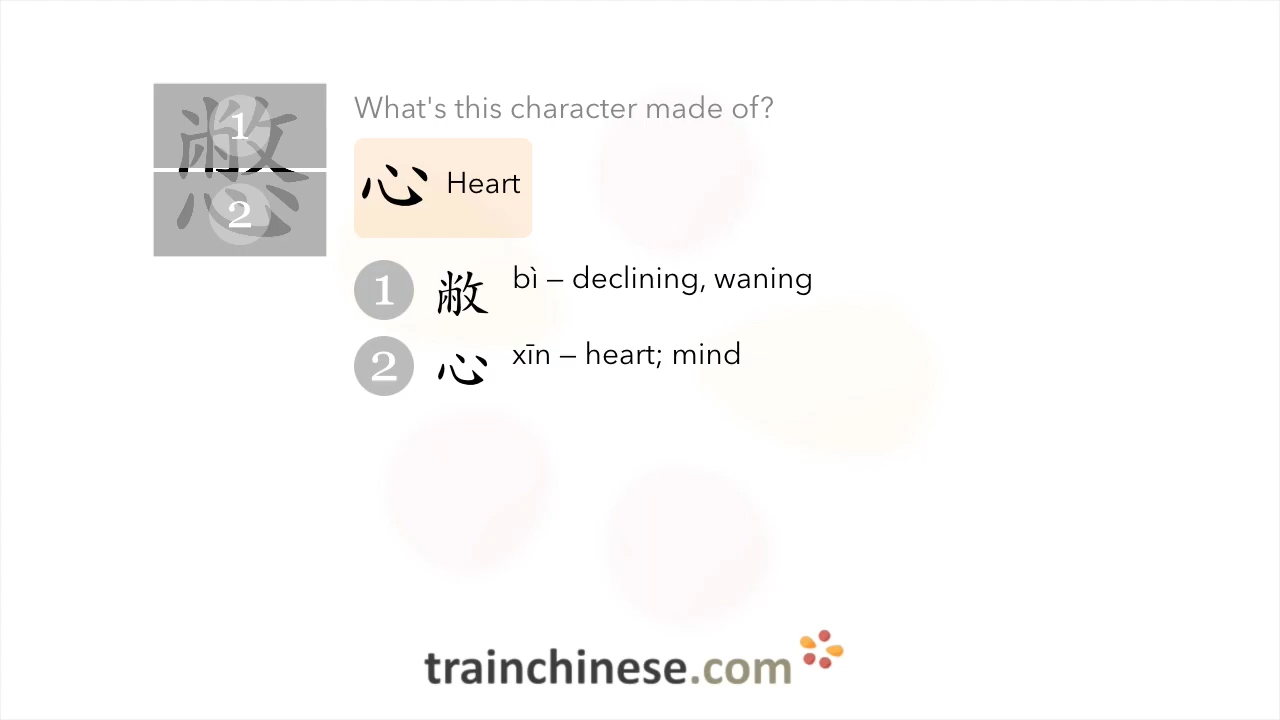 憋
1
2
What's this character made of?
心 Heart
1 敝 bì – declining, waning
2 心 xīn – heart; mind
trainchinese.com